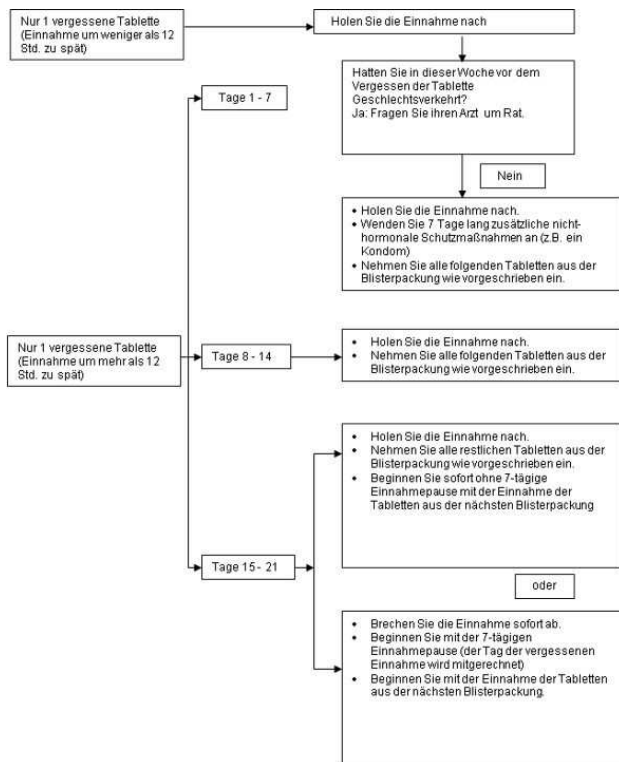 Nur 1 vergessene Tablette
(Einnahme um weniger als 12
Std. zu spät)
Holen Sie die Einnahme nach
Hatten Sie in dieser Woche vor dem
Vergessen der Tablette
Geschlechtsverkehrt?
Ja: Fragen Sie ihren Arzt um Rat.
Tage 1 - 7
Nein
• Holen Sie die Einnahme nach.
• Wenden Sie 7 Tage lang zusätzliche nicht-
hormonale Schutzmaßnahmen an (z.B. ein
Kondom)
• Nehmen Sie alle folgenden Tabletten aus der
Blisterpackung wie vorgeschrieben ein.
Nur 1 vergessene Tablette
(Einnahme um mehr als 12
Std. zu spät)
Tage 8 - 14
• Holen Sie die Einnahme nach.
• Nehmen Sie alle folgenden Tabletten aus der
Blisterpackung wie vorgeschrieben ein.
• Holen Sie die Einnahme nach.
• Nehmen Sie alle restlichen Tabletten aus der
Blisterpackung wie vorgeschrieben ein.
• Beginnen Sie sofort ohne 7-tägige
Einnahmepause mit der Einnahme der
Tabletten aus der nächsten Blisterpackung
Tage 15 - 21
oder
• Brechen Sie die Einnahme sofort ab.
• Beginnen Sie mit der 7-tägigen
Einnahmepause (der Tag der vergessenen
Einnahme wird mitgerechnet)
• Beginnen Sie mit der Einnahme der Tabletten
aus der nächsten Blisterpackung.